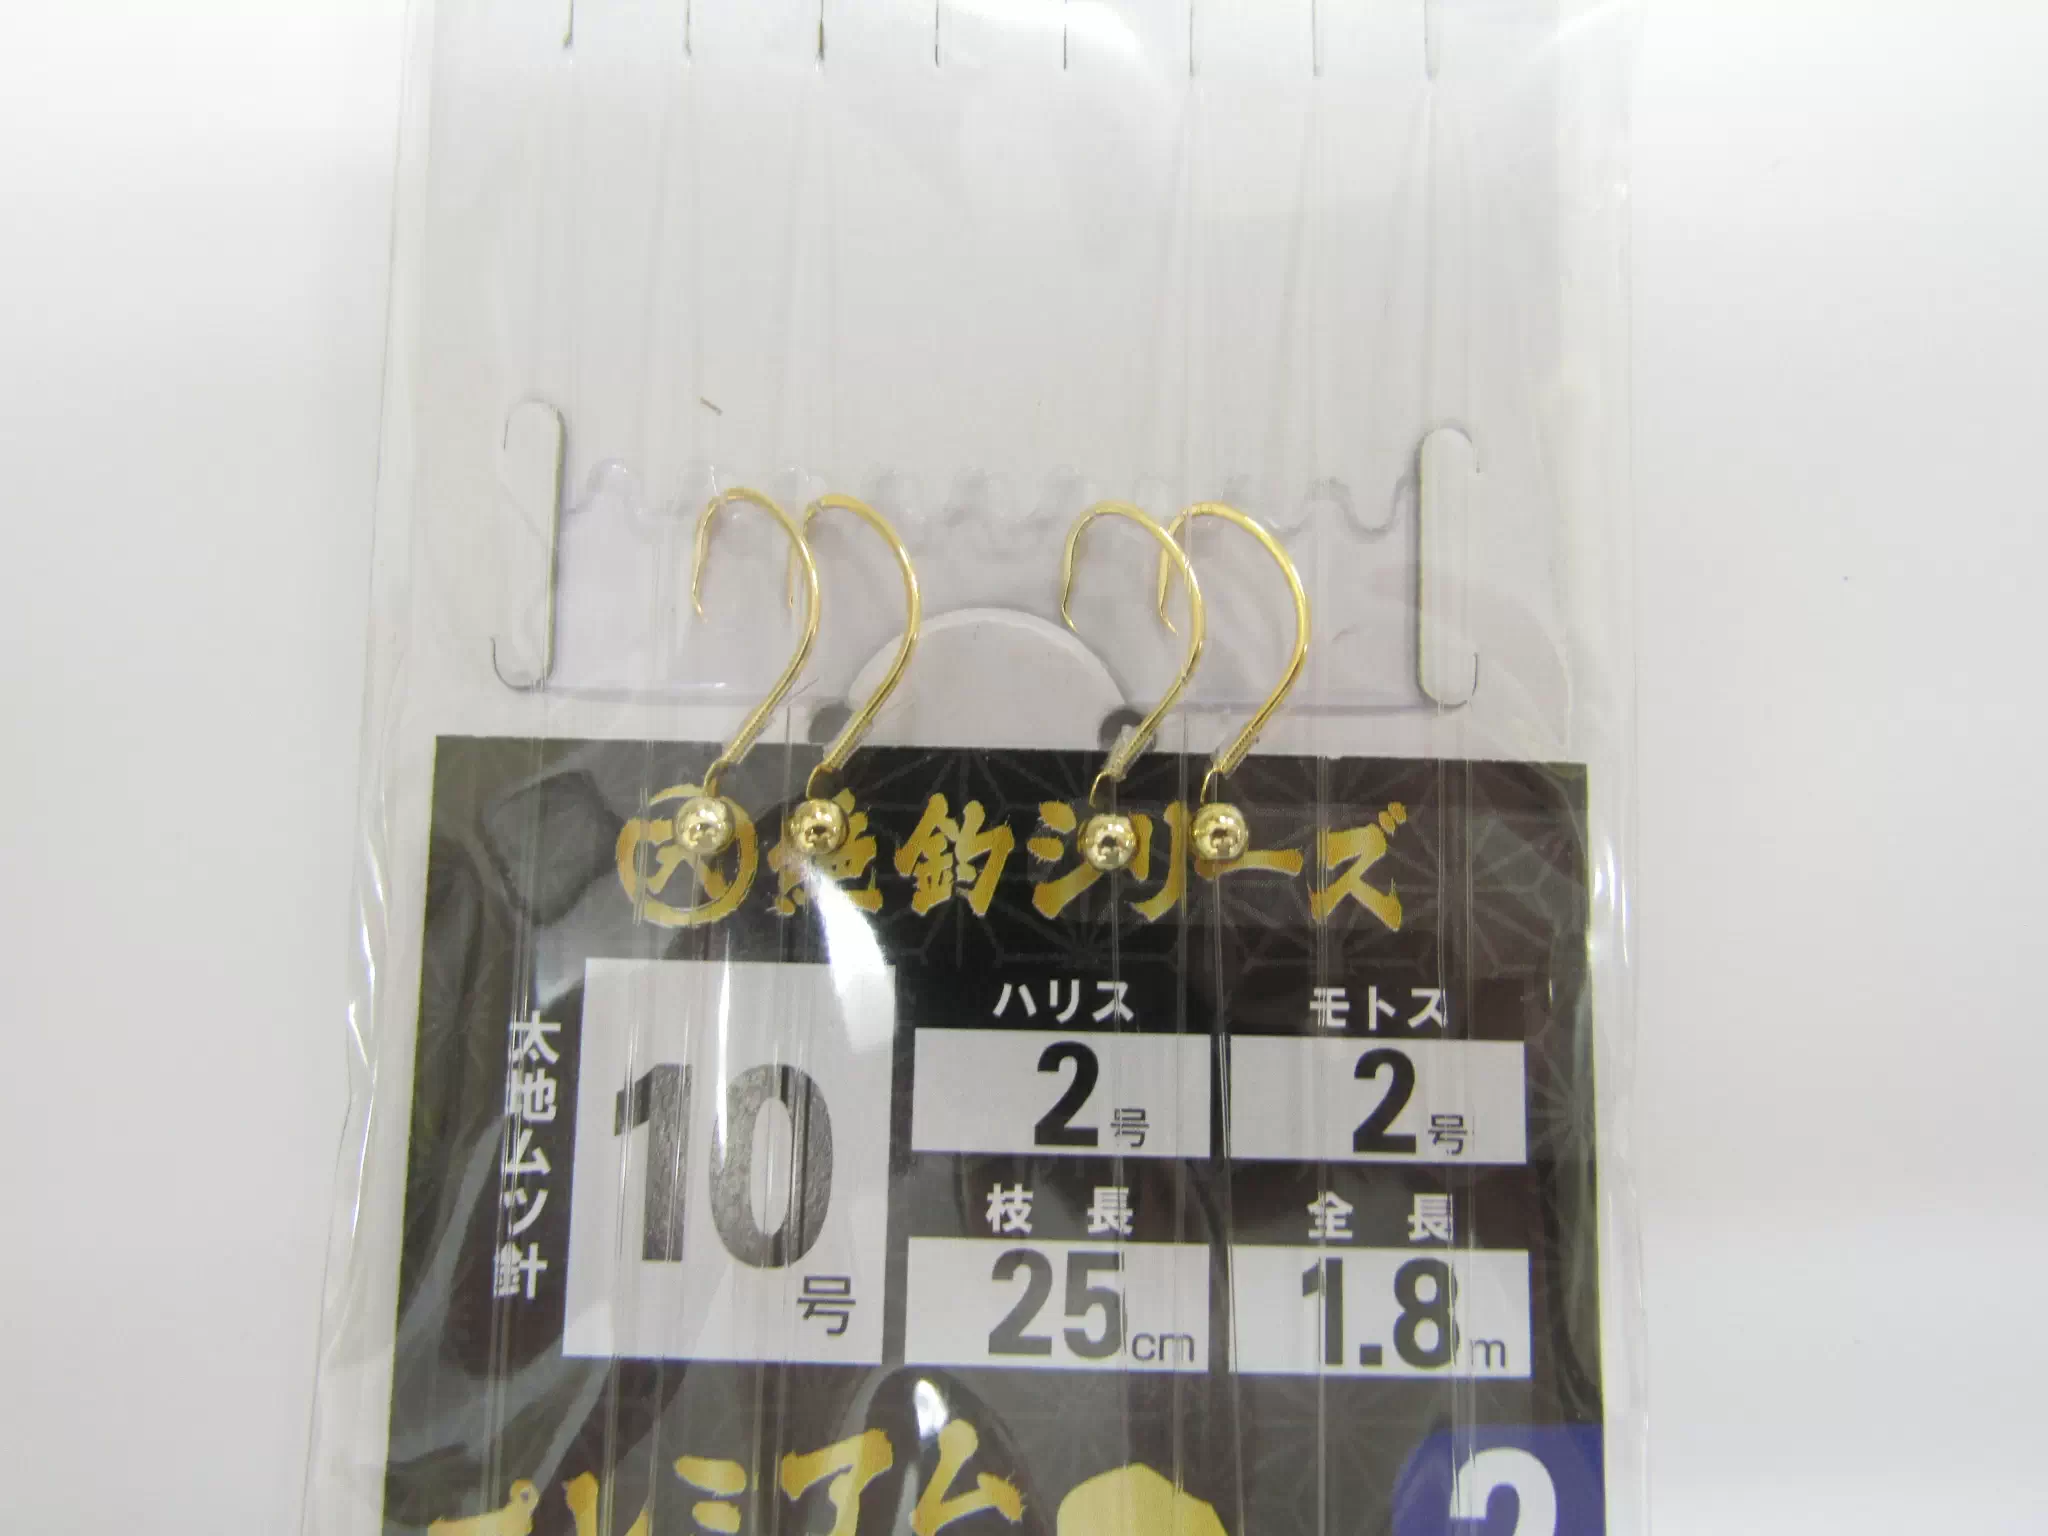 絶釣シリーズ
太地ムツ針
10号
ハリス
2号
モトス
2号
枝長
25cm
全長
1.8m
プレミアム
2